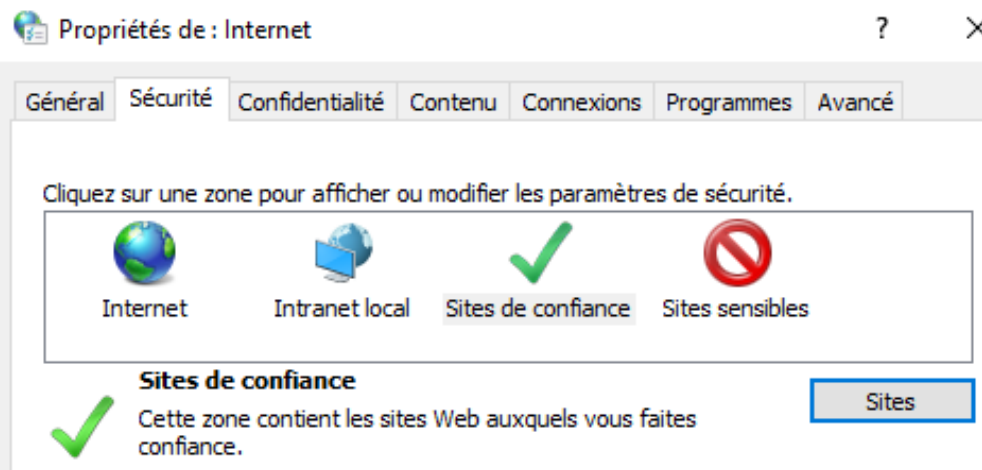 Propriétés de : Internet ?
Général Sécurité Confidentialité Contenu Connexions Programmes Avancé
Cliquez sur une zone pour afficher ou modifier les paramètres de sécurité.
Internet Intranet local Sites de confiance Sites sensibles
Sites de confiance
Cette zone contient les sites Web auxquels vous faites
confiance.
Sites